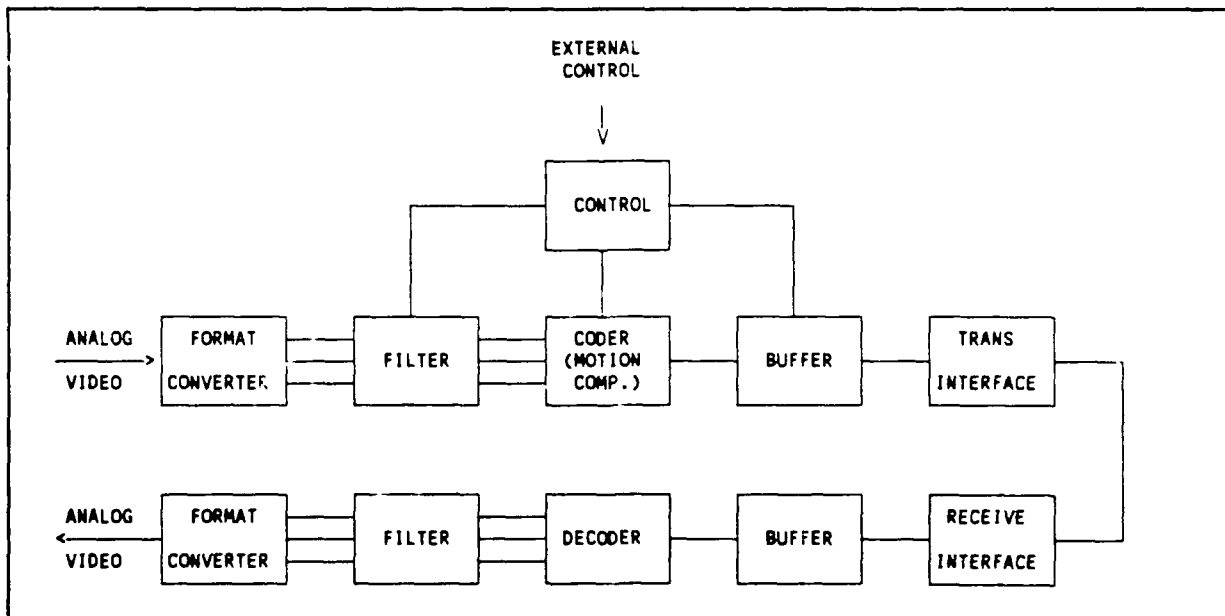 EXTERNAL
CONTROL
CONTROL
ANALOG
VIDEO
FORMAT
CONVERTER
FILTER
CODER
(MOTION
COMP.)
BUFFER
TRANS
INTERFACE
ANALOG
VIDEO
FORMAT
CONVERTER
FILTER
DECODER
BUFFER
RECEIVE
INTERFACE